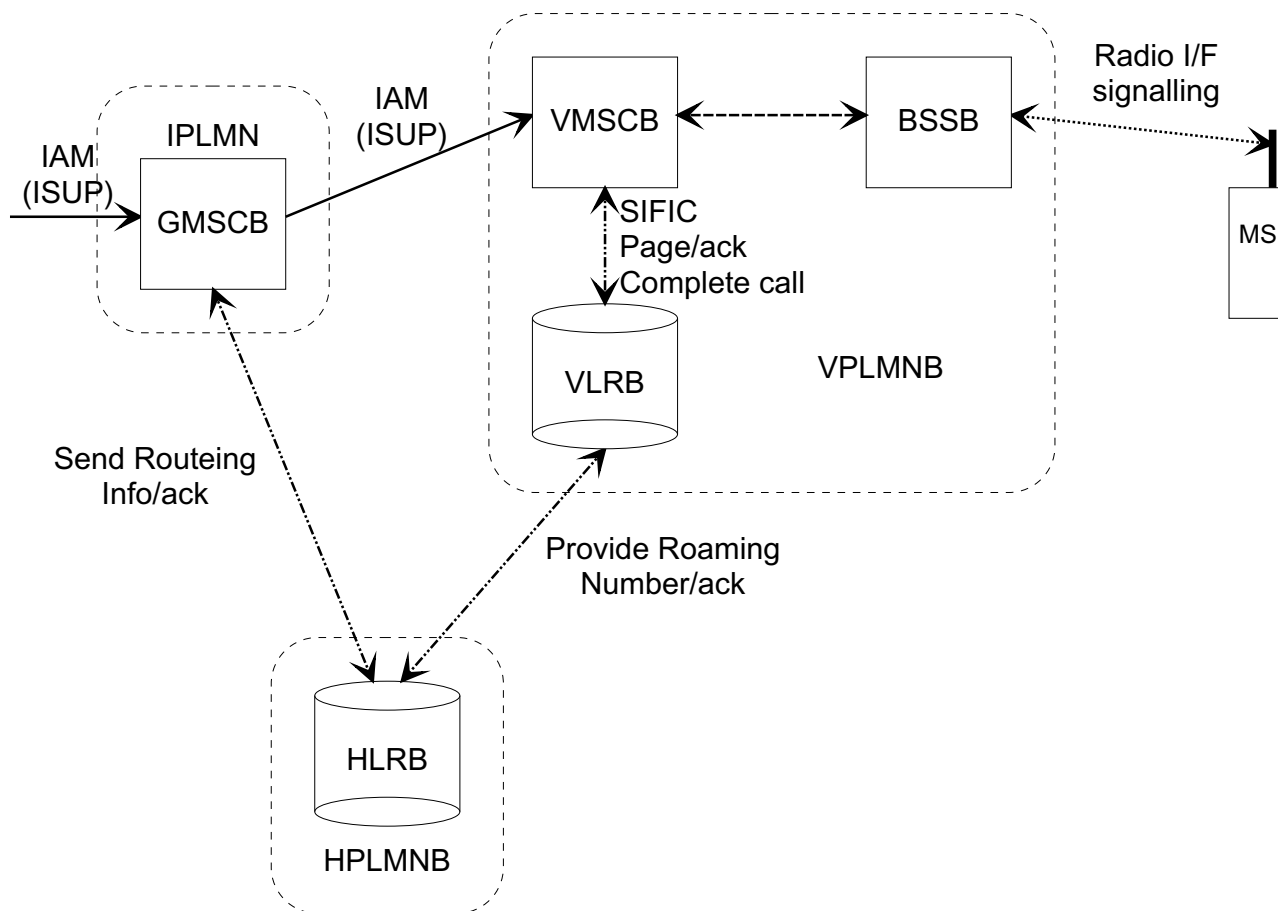 Radio I/F
signalling
IAM
(ISUP)
VMSCB
BSSB
IPLMN
IAM
(ISUP)
GMSCB
MS
SIFIC
Page/ack
Complete call
VLRB
VPLMNB
Send Routeing
Info/ack
Provide Roaming
Number/ack
HLRB
HPLMNB